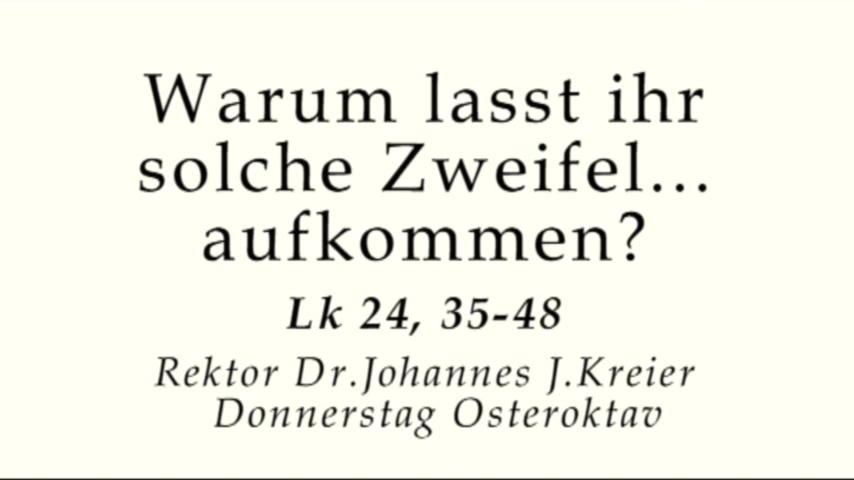 Warum lasst ihr
solche Zweifel...
aufkommen?
Lk 24, 35-48
Rektor Dr.Johannes J.Kreier
Donnerstag Osteroktav